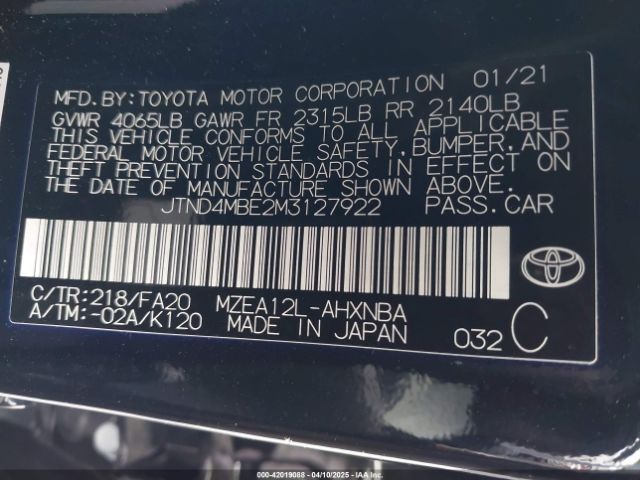 MFD.BY:TOYOTA MOTOR CORPORATION 01/21
GVWR 4065LB GAWR FR 2315LB RR 2140LB
THIS VEHICLE CONFORMS TO ALL APPLICABLE
FEDERAL MOTOR VEHICLE SAFETY,BUMPER,AND
THEFT PREVENTION STANDARDS IN EFFECT ON
THE DATE OF MANUFACTURE SHOWN ABOVE.
JTND4MBE2M3127922 PASS.CAR
C/TR:218/FA20 MZEA12L-AHXNBA
A/TM:-02A/K120 MADE IN JAPAN 032 C
TOYOTA
000-42019088 04/10/2025 IAAI.COM